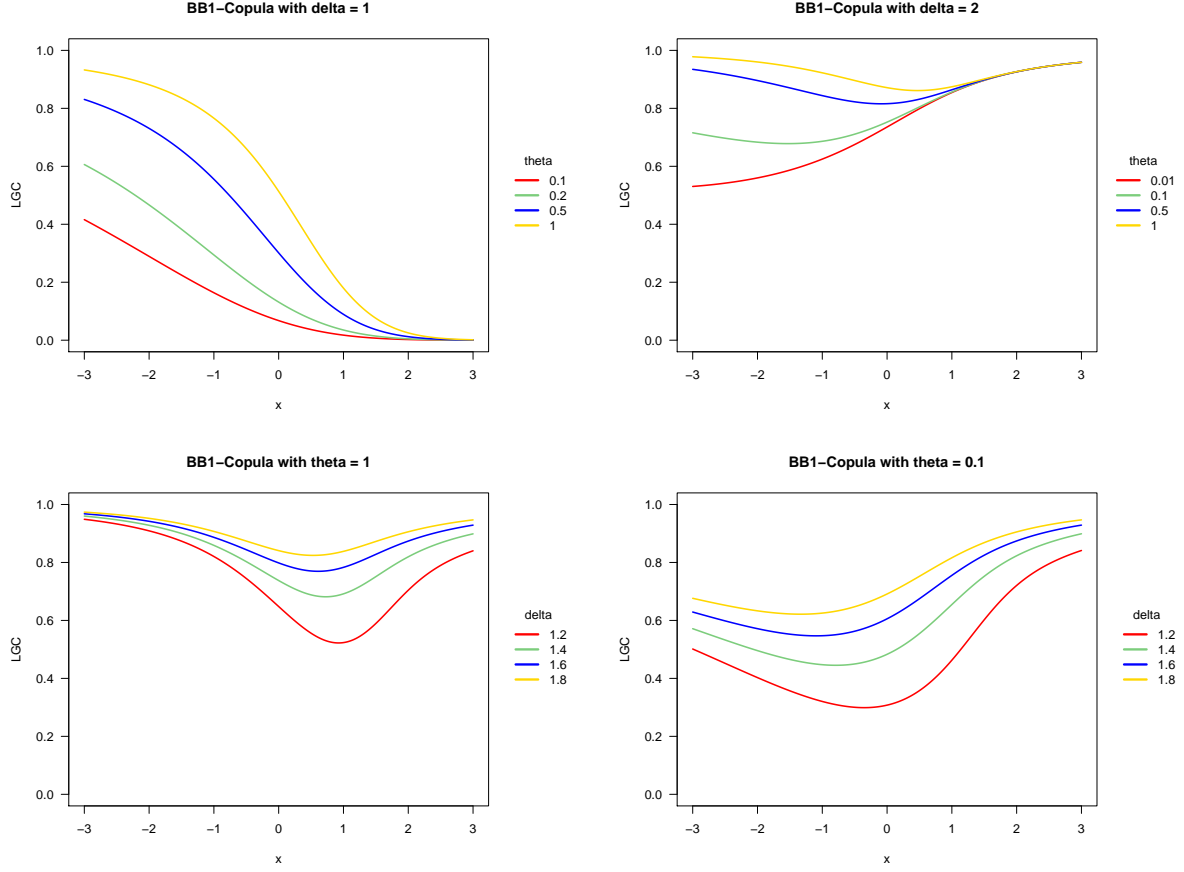 BB1−Copula with delta = 1
LGC
1.0
0.8
0.6
0.4
0.2
0.0
−3 −2 −1 0 1 2 3
x
theta
0.1
0.2
0.5
1
BB1−Copula with delta = 2
LGC
1.0
0.8
0.6
0.4
0.2
0.0
−3 −2 −1 0 1 2 3
x
theta
0.01
0.1
0.5
1
BB1−Copula with theta = 1
LGC
1.0
0.8
0.6
0.4
0.2
0.0
−3 −2 −1 0 1 2 3
x
delta
1.2
1.4
1.6
1.8
BB1−Copula with theta = 0.1
LGC
1.0
0.8
0.6
0.4
0.2
0.0
−3 −2 −1 0 1 2 3
x
delta
1.2
1.4
1.6
1.8